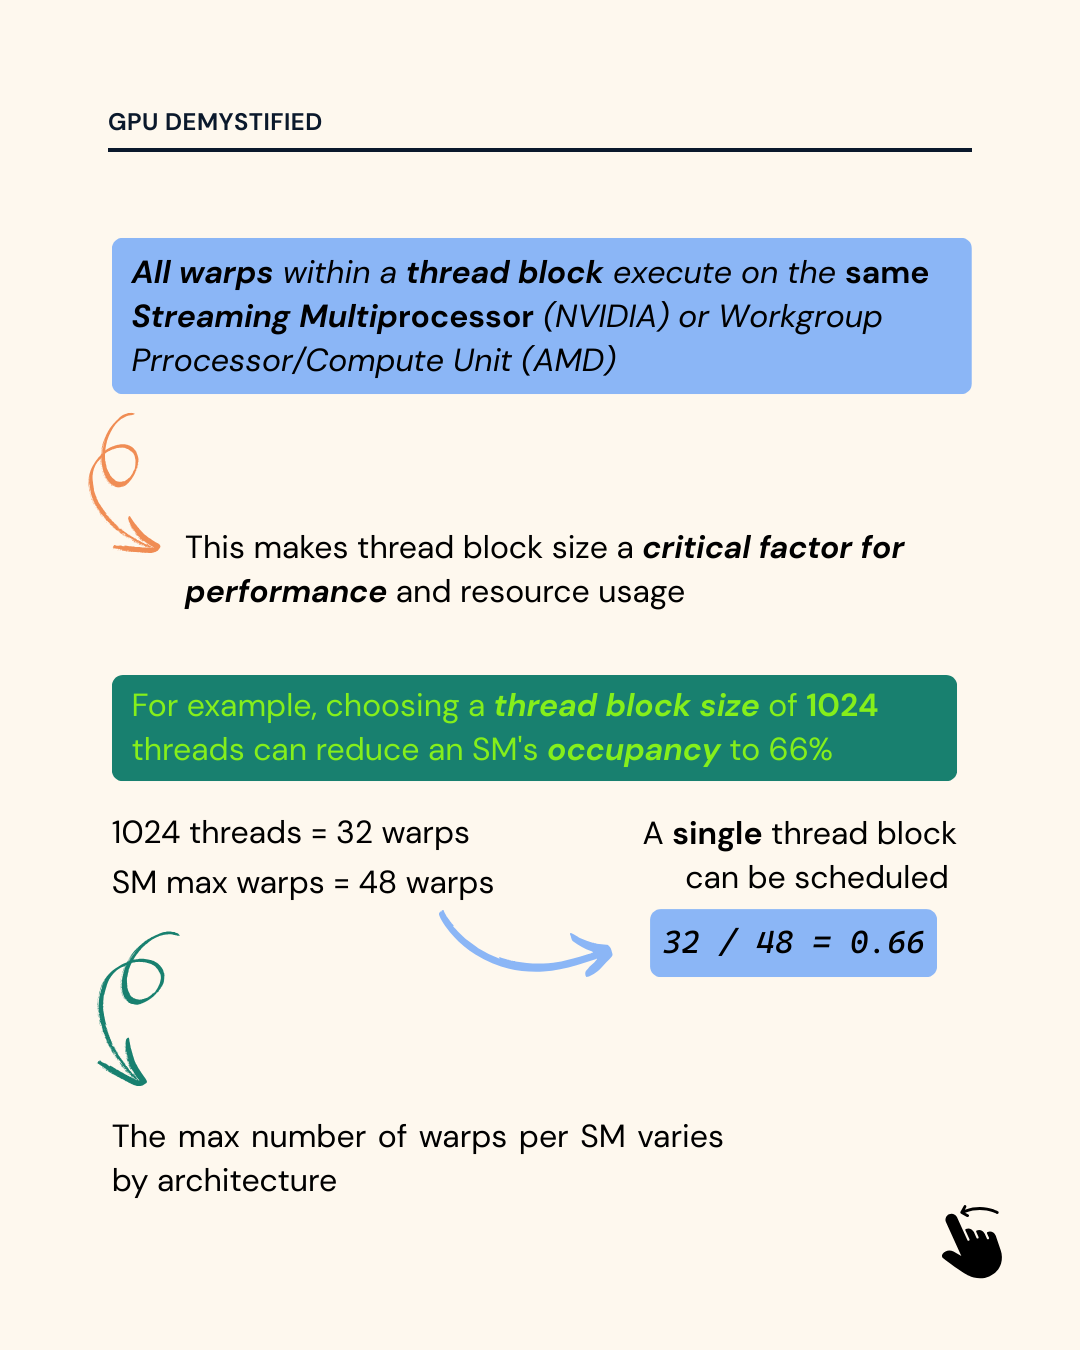 GPU DEMYSTIFIED
All warps within a thread block execute on the same
Streaming Multiprocessor (NVIDIA) or Workgroup
Prrocessor/Compute Unit (AMD)
This makes thread block size a critical factor for
performance and resource usage
For example, choosing a thread block size of 1024
threads can reduce an SM's occupancy to 66%
1024 threads = 32 warps
SM max warps = 48 warps
A single thread block
can be scheduled
32 / 48 = 0.66
The max number of warps per SM varies
by architecture